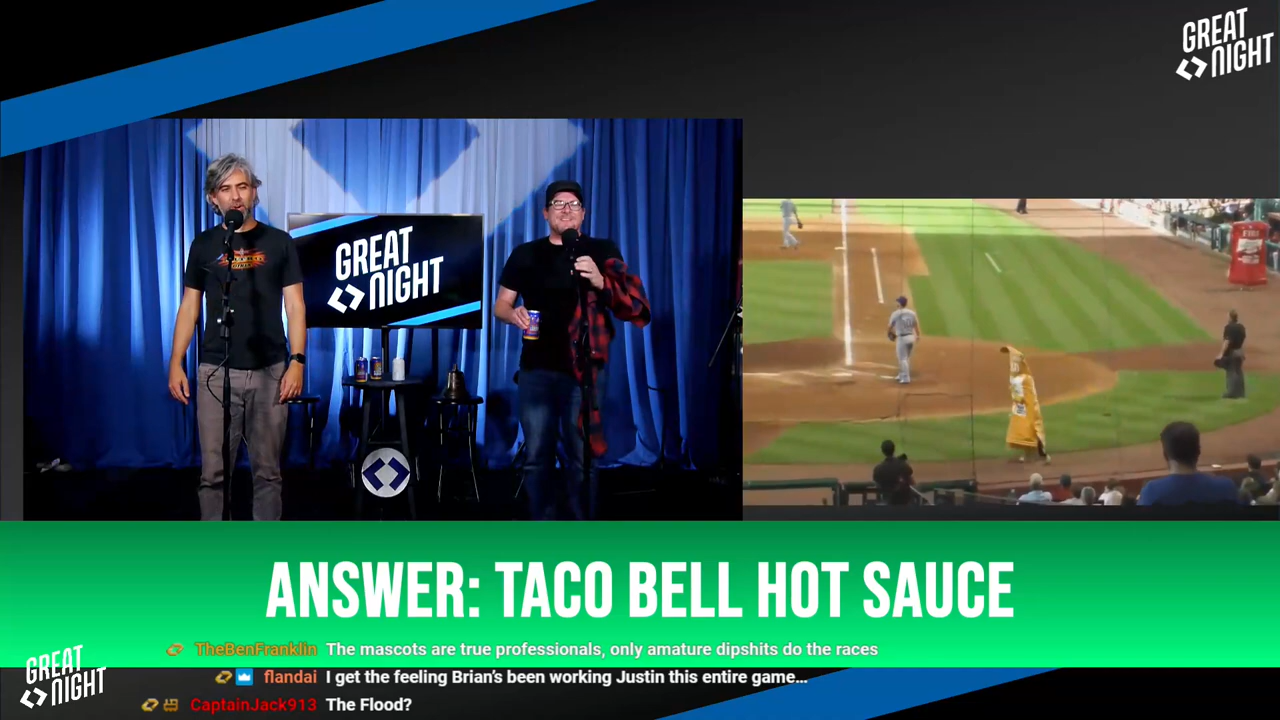 GREAT
NIGHT
GREAT
NIGHT
FIRE
ANSWER: TACO BELL HOT SAUCE
TheBenFranklin The mascots are true professionals, only amature dipshits do the races
flandai I get the feeling Brian's been working Justin this entire game...
CaptainJack913 The Flood?
GREAT
NIGHT